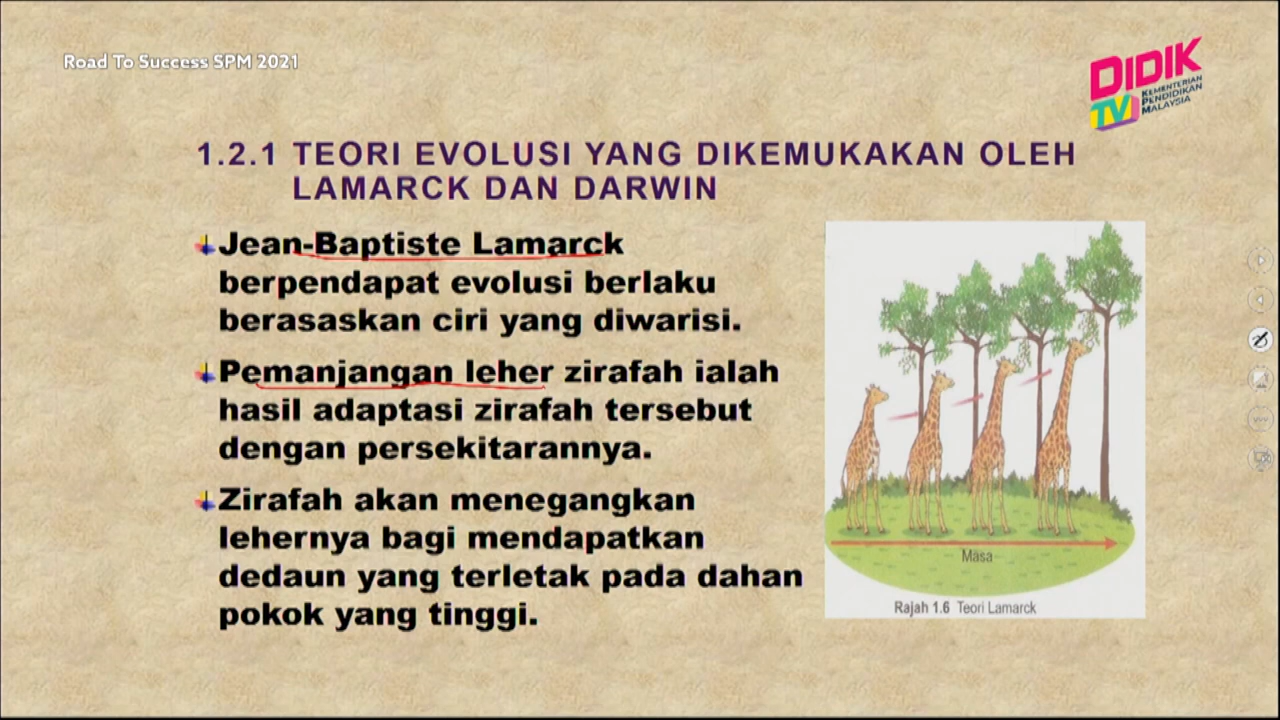 Road To Success SPM 2021
DIDIK
TV
KEMENTERIAN
PENDIDIKAN
MALAYSIA
1.2.1 TEORI EVOLUSI YANG DIKEMUKAKAN OLEH
LAMARCK DAN DARWIN
Jean-Baptiste Lamarck
berpendapat evolusi berlaku
berasaskan ciri yang diwarisi.
Pemanjangan leher zirafah ialah
hasil adaptasi zirafah tersebut
dengan persekitarannya.
Zirafah akan menegangkan
lehernya bagi mendapatkan
dedaun yang terletak pada dahan
pokok yang tinggi.
Masa
Rajah 1.6 Teori Lamarck